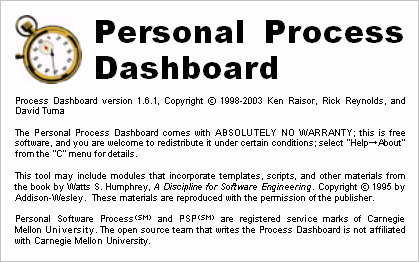 Personal Process
Dashboard
Process Dashboard version 1.6.1, Copyright © 1998-2003 Ken Raisor, Rick Reynolds, and
David Tuma
The Personal Process Dashboard comes with ABSOLUTELY NO WARRANTY; this is free
software, and you are welcome to redistribute it under certain conditions; select "Help→About"
from the "C" menu for details.
This tool may include modules that incorporate templates, scripts, and other materials from
the book by Watts S. Humphrey, A Discipline for Software Engineering. Copyright © 1995 by
Addison-Wesley. These materials are reproduced with the permission of the publisher.
Personal Software Process(SM) and PSP(SM) are registered service marks of Carnegie
Mellon University. The open source team that writes the Process Dashboard is not affiliated
with Carnegie Mellon University.